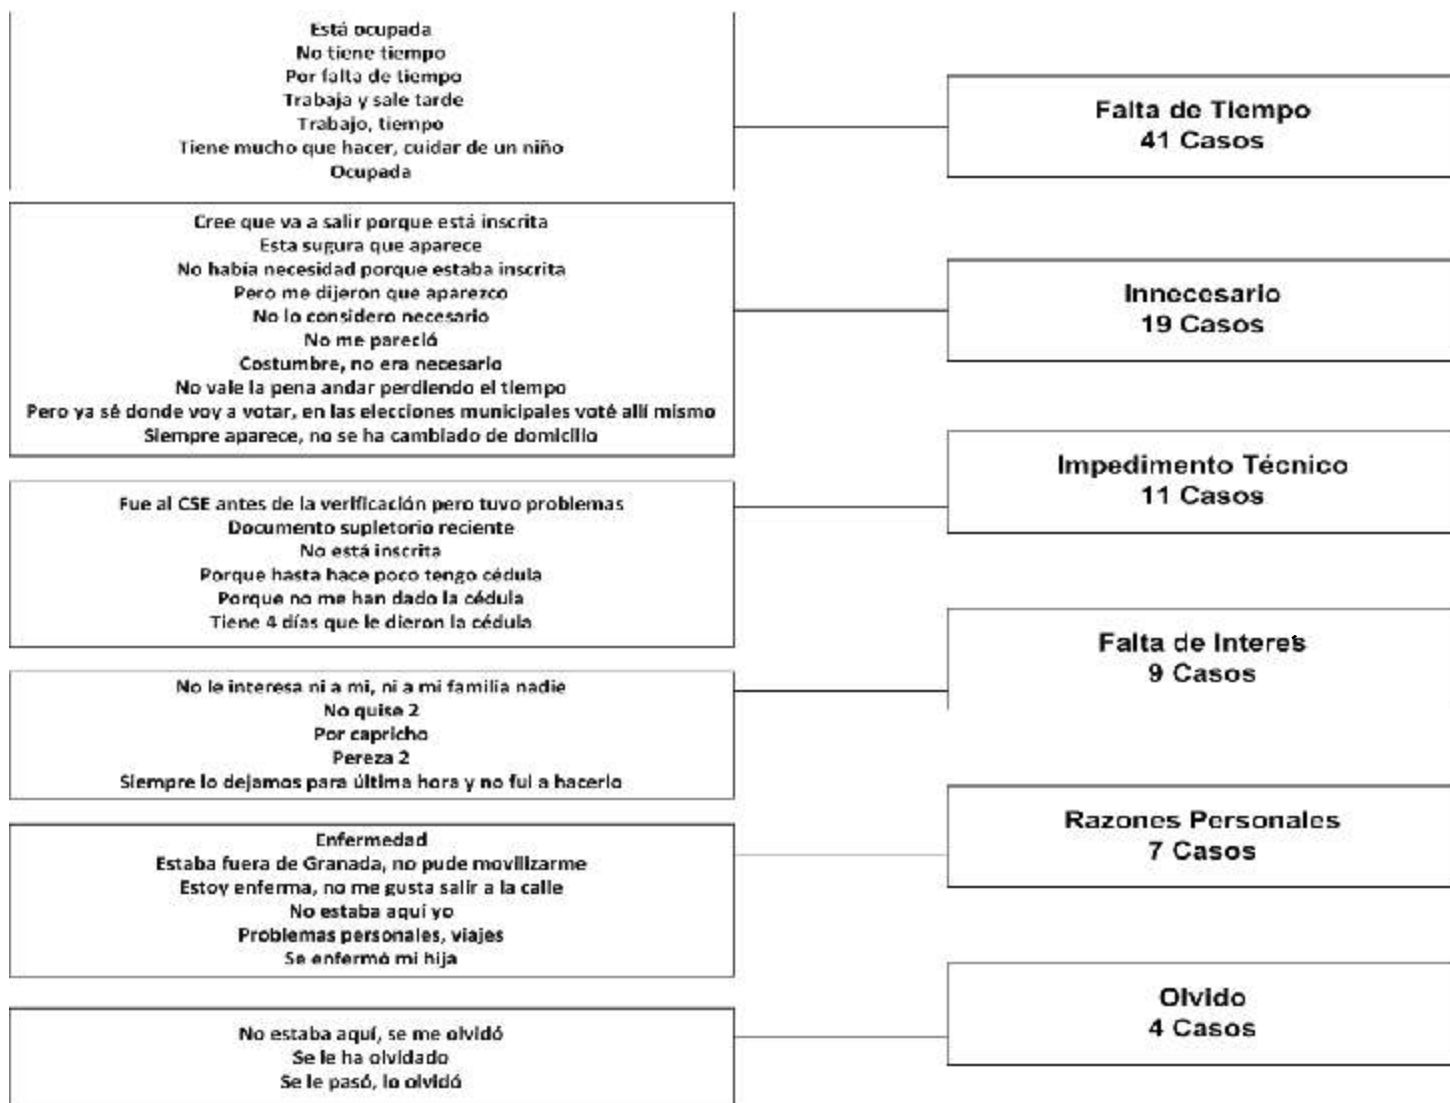 Está ocupada
No tiene tiempo
Por falta de tiempo
Trabaja y sale tarde
Trabajo, tiempo
Tiene mucho que hacer, cuidar de un niño
Ocupada
Falta de Tiempo
41 Casos
Cree que va a salir porque está inscrita
Esta sugura que aparece
No había necesidad porque estaba inscrita
Pero me dijeron que aparezco
No lo considero necesario
No me pareció
Costumbre, no era necesario
No vale la pena andar perdiendo el tiempo
Pero ya sé donde voy a votar, en las elecciones municipales voté allí mismo
Siempre aparece, no se ha cambiado de domicilio
Innecesario
19 Casos
Fue al CSE antes de la verificación pero tuvo problemas
Documento supletorio reciente
No está inscrita
Porque hasta hace poco tengo cédula
Porque no me han dado la cédula
Tiene 4 días que le dieron la cédula
Impedimento Técnico
11 Casos
No le interesa ni a mi, ni a mi familia nadie
No quise 2
Por capricho
Pereza 2
Siempre lo dejamos para última hora y no fui a hacerlo
Falta de Interes
9 Casos
Enfermedad
Estaba fuera de Granada, no pude movilizarme
Estoy enferma, no me gusta salir a la calle
No estaba aquí yo
Problemas personales, viajes
Se enfermó mi hija
Razones Personales
7 Casos
No estaba aquí, se me olvidó
Se le ha olvidado
Se le pasó, lo olvidó
Olvido
4 Casos